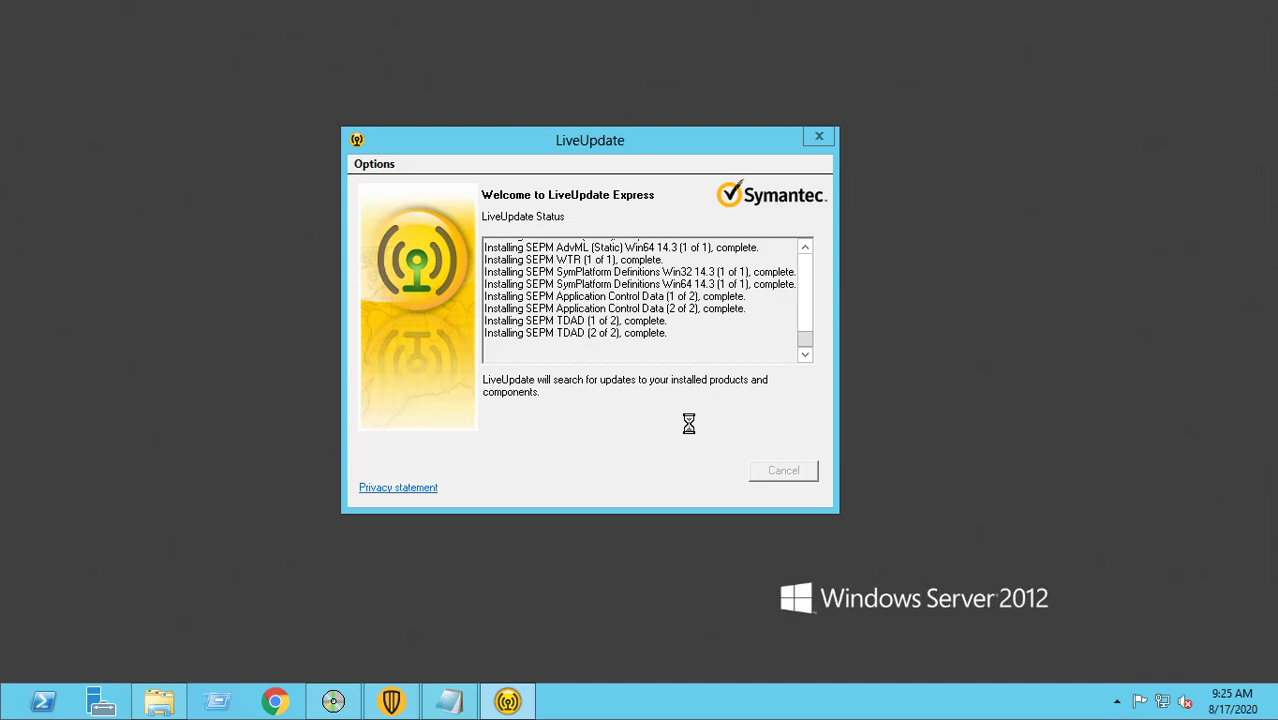 LiveUpdate
x
Options
Welcome to LiveUpdate Express
Symantec.
LiveUpdate Status
Installing SEPM AdvML (Static) Win64 14.3 (1 of 1), complete.
Installing SEPM WTR (1 of 1), complete.
Installing SEPM SymPlatform Definitions Win32 14.3 (1 of 1), complete.
Installing SEPM SymPlatform Definitions Win64 14.3 (1 of 1), complete.
Installing SEPM Application Control Data (1 of 2), complete.
Installing SEPM Application Control Data (2 of 2), complete.
Installing SEPM TDAD (1 of 2), complete.
Installing SEPM TDAD (2 of 2), complete.
LiveUpdate will search for updates to your installed products and
components.
Cancel
Privacy statement
Windows Server 2012
9:25 AM
8/17/2020